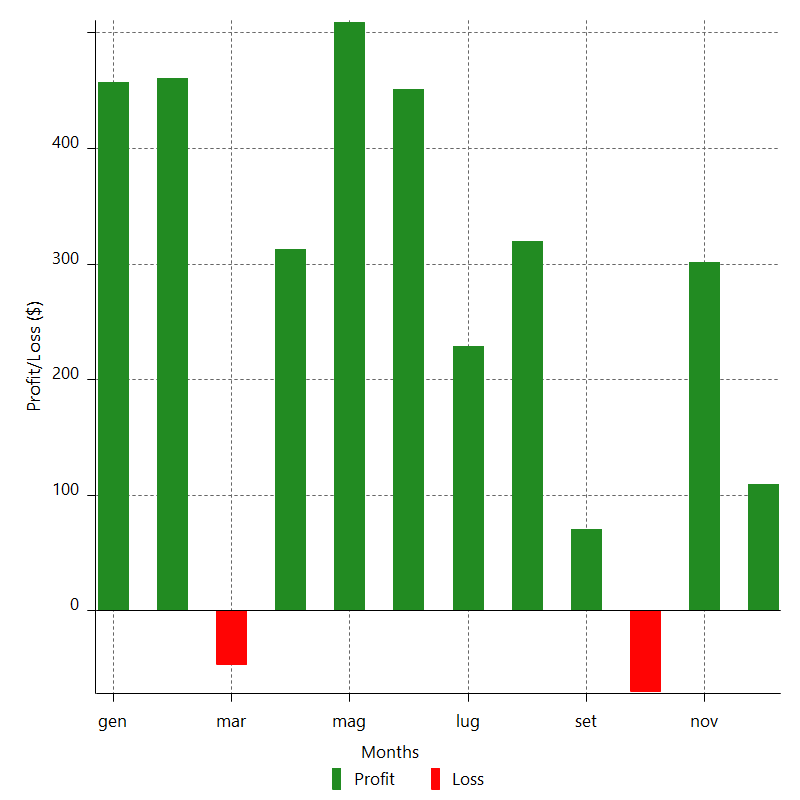 400
300
200
100
0
Profit/Loss ($)
gen mar mag lug set nov
Months
Profit Loss